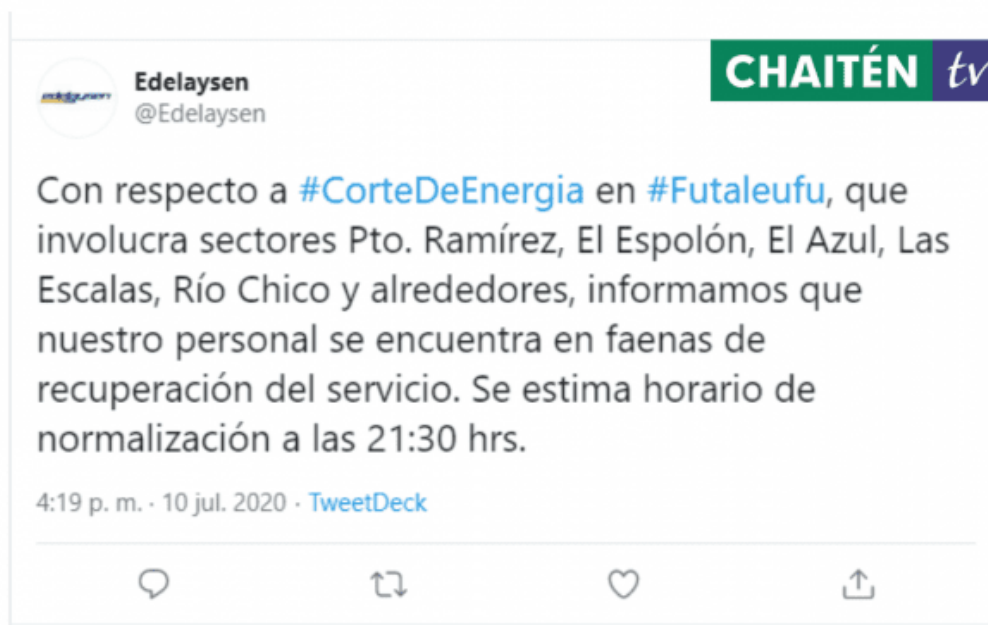 Edelaysen
@Edelaysen
CHAITÉN tv
edelaysen
Con respecto a #CorteDeEnergia en #Futaleufu, que
involucra sectores Pto. Ramírez, El Espolón, El Azul, Las
Escalas, Río Chico y alrededores, informamos que
nuestro personal se encuentra en faenas de
recuperación del servicio. Se estima horario de
normalización a las 21:30 hrs.
4:19 p. m. · 10 jul. 2020 · TweetDeck